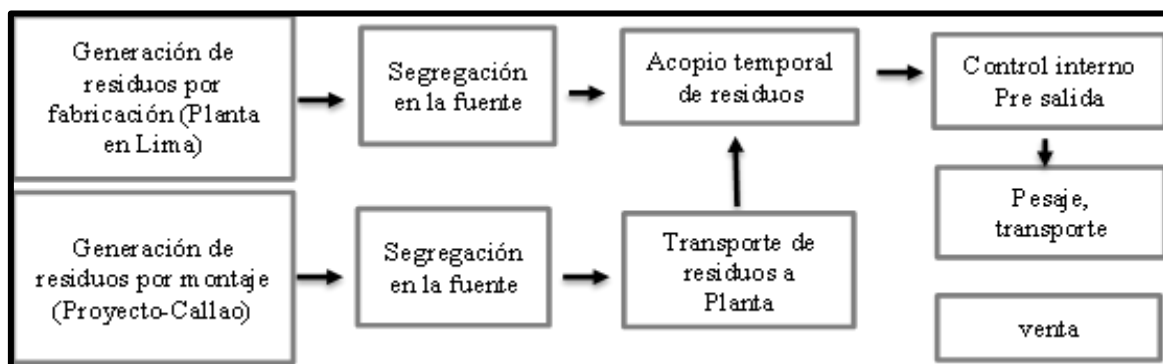 Generación de
residuos por
fabricación (Planta
en Lima)
Segregación
en la fuente
Acopio temporal
de residuos
Control interno
Pre salida
Pesaje,
transporte
Generación de
residuos por montaje
(Proyecto-Callao)
Segregación
en la fuente
Transporte de
residuos a
Planta
venta